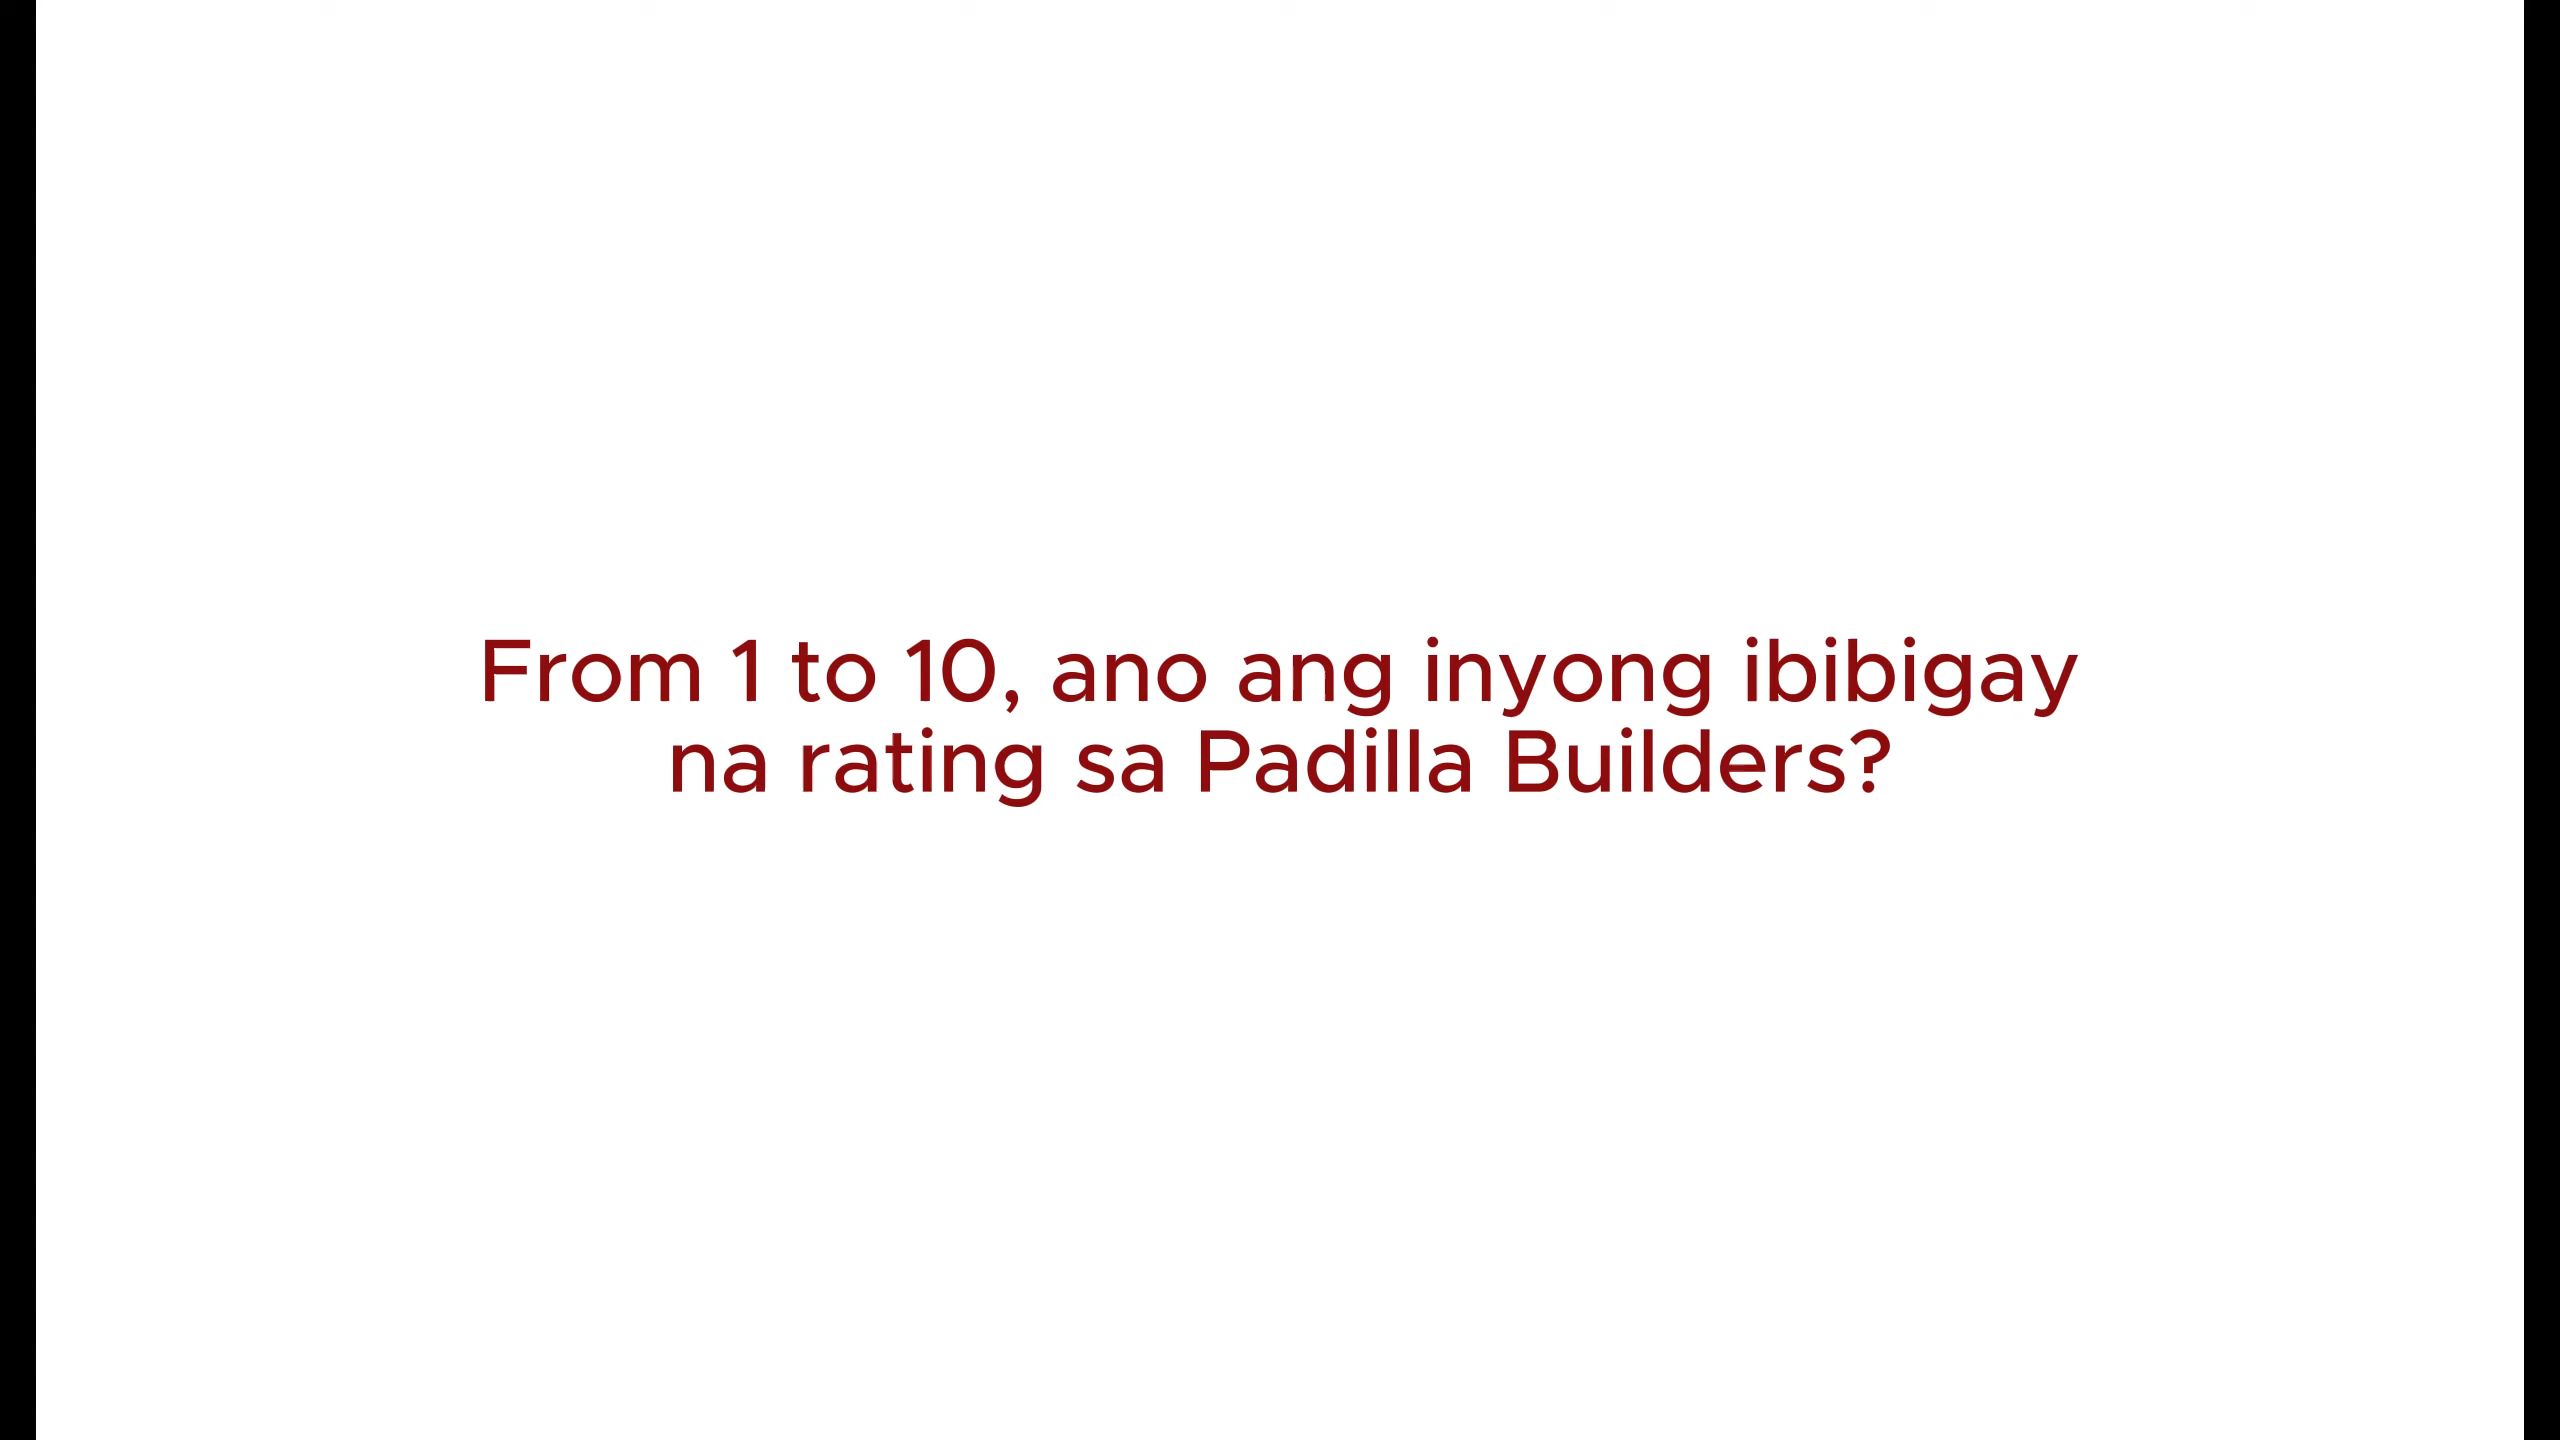 From 1 to 10, ano ang inyong ibibigay
na rating sa Padilla Builders?